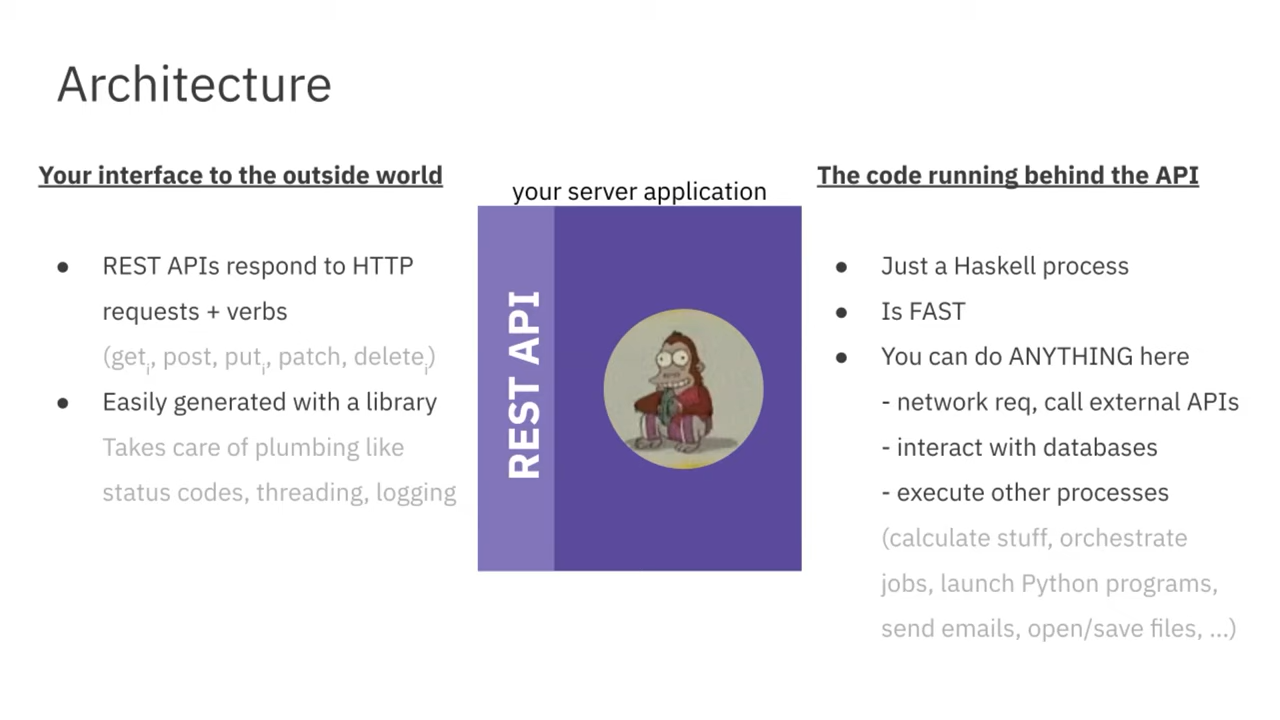 Architecture
Your interface to the outside world
● REST APIs respond to HTTP
requests + verbs
(getᵢ, post, putᵢ, patch, deleteᵢ)
● Easily generated with a library
Takes care of plumbing like
status codes, threading, logging
your server application
REST API
The code running behind the API
● Just a Haskell process
● Is FAST
● You can do ANYTHING here
- network req, call external APIs
- interact with databases
- execute other processes
(calculate stuff, orchestrate
jobs, launch Python programs,
send emails, open/save files, ...)